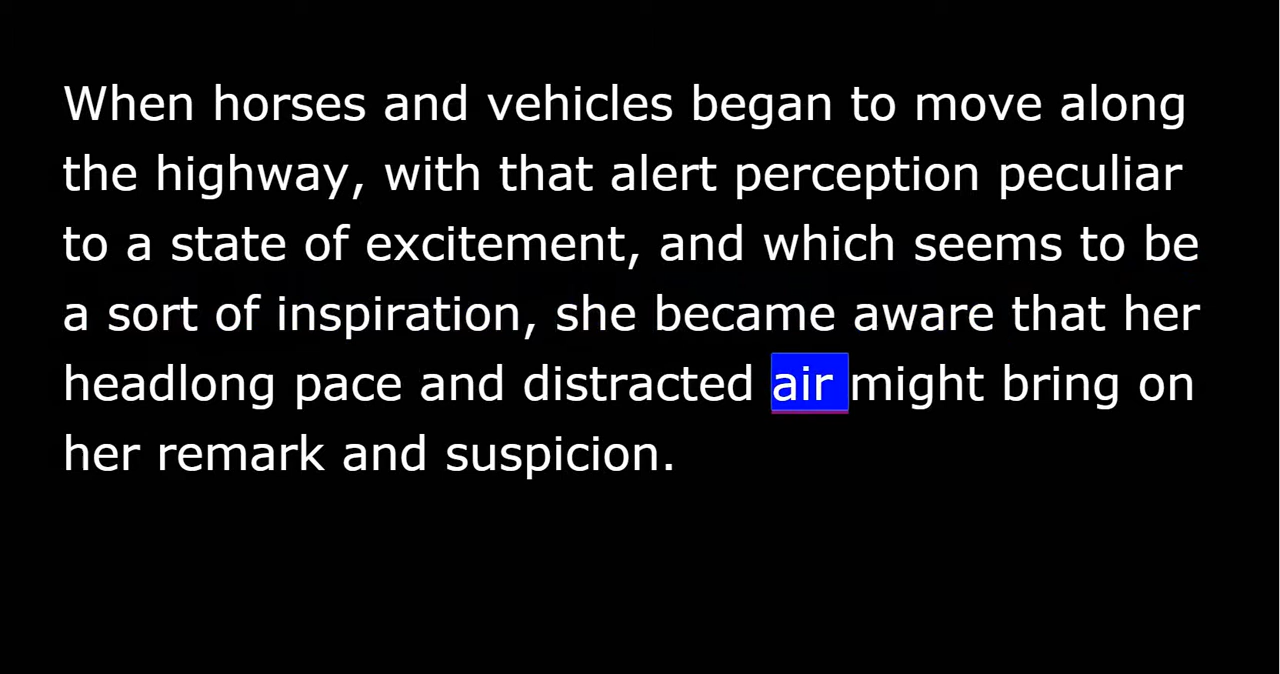 When horses and vehicles began to move along
the highway, with that alert perception peculiar
to a state of excitement, and which seems to be
a sort of inspiration, she became aware that her
headlong pace and distracted air might bring on
her remark and suspicion.